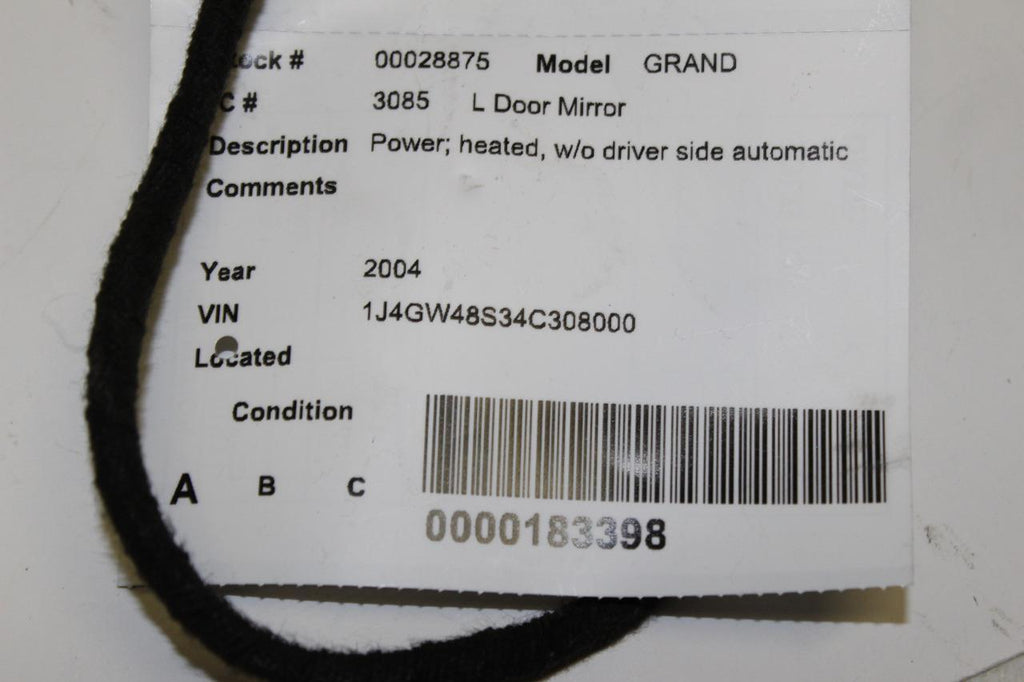 ock # 00028875 Model GRAND
C # 3085 L Door Mirror
Description Power; heated, w/o driver side automatic
Comments
Year 2004
VIN 1J4GW48S34C308000
Located
Condition
A B C
0000183398